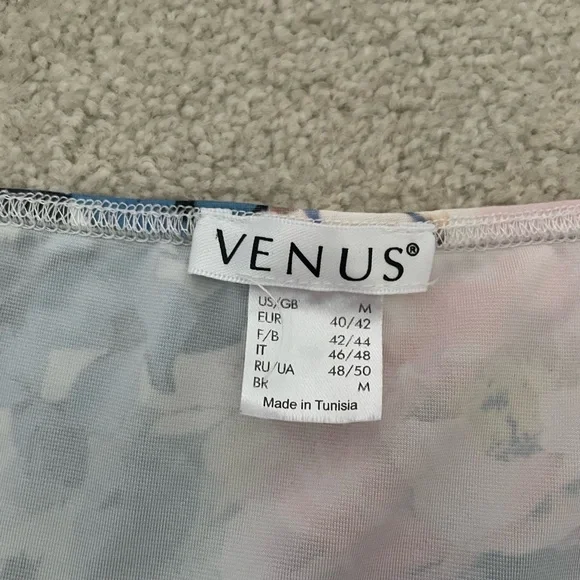 VENUS®
US/GB M
EUR 40/42
F/B 42/44
IT 46/48
RU/UA 48/50
BR M
Made in Tunisia